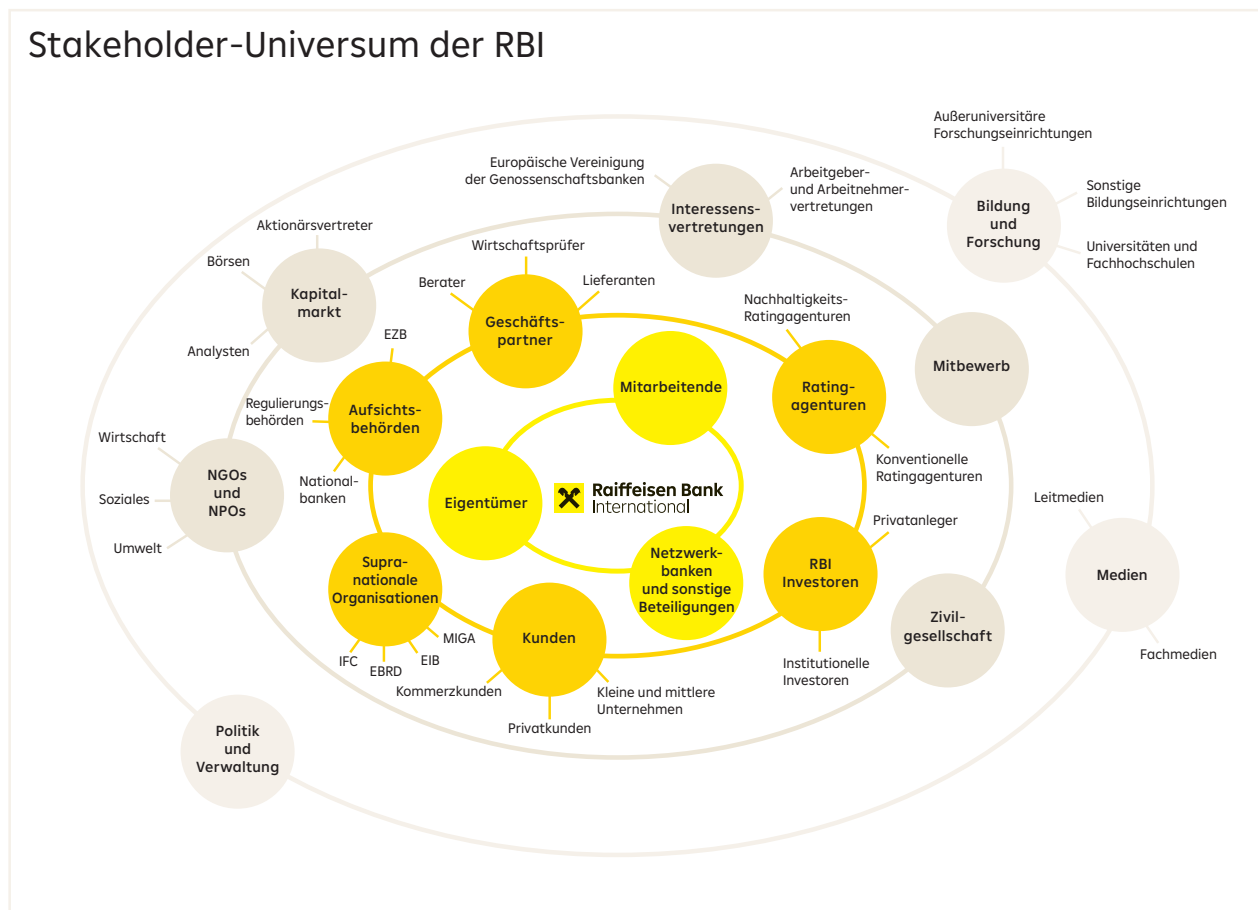 Stakeholder-Universum der RBI
Außeruniversitäre
Forschungseinrichtungen
Sonstige
Bildungseinrichtungen
Universitäten und
Fachhochschulen
Bildung
und
Forschung
Europäische Vereinigung
der Genossenschaftsbanken
Arbeitgeber-
und Arbeitnehmer-
vertretungen
Interessens-
vertretungen
Aktionärsvertreter
Börsen
Analysten
Kapital-
markt
Wirtschaftsprüfer
Berater
Lieferanten
Geschäfts-
partner
Nachhaltigkeits-
Ratingagenturen
Rating-
agenturen
Konventionelle
Ratingagenturen
Mitbewerb
EZB
Regulierungs-
behörden
National-
banken
Aufsichts-
behörden
Mitarbeitende
Eigentümer
Raiffeisen Bank
International
Netzwerk-
banken
und sonstige
Beteiligungen
Wirtschaft
Soziales
Umwelt
NGOs
und
NPOs
Supra-
nationale
Organisationen
IFC
EBRD
EIB
MIGA
Kunden
Kommerzkunden
Privatkunden
Kleine und mittlere
Unternehmen
Privatanleger
RBI
Investoren
Institutionelle
Investoren
Zivil-
gesellschaft
Leitmedien
Medien
Fachmedien
Politik
und
Verwaltung